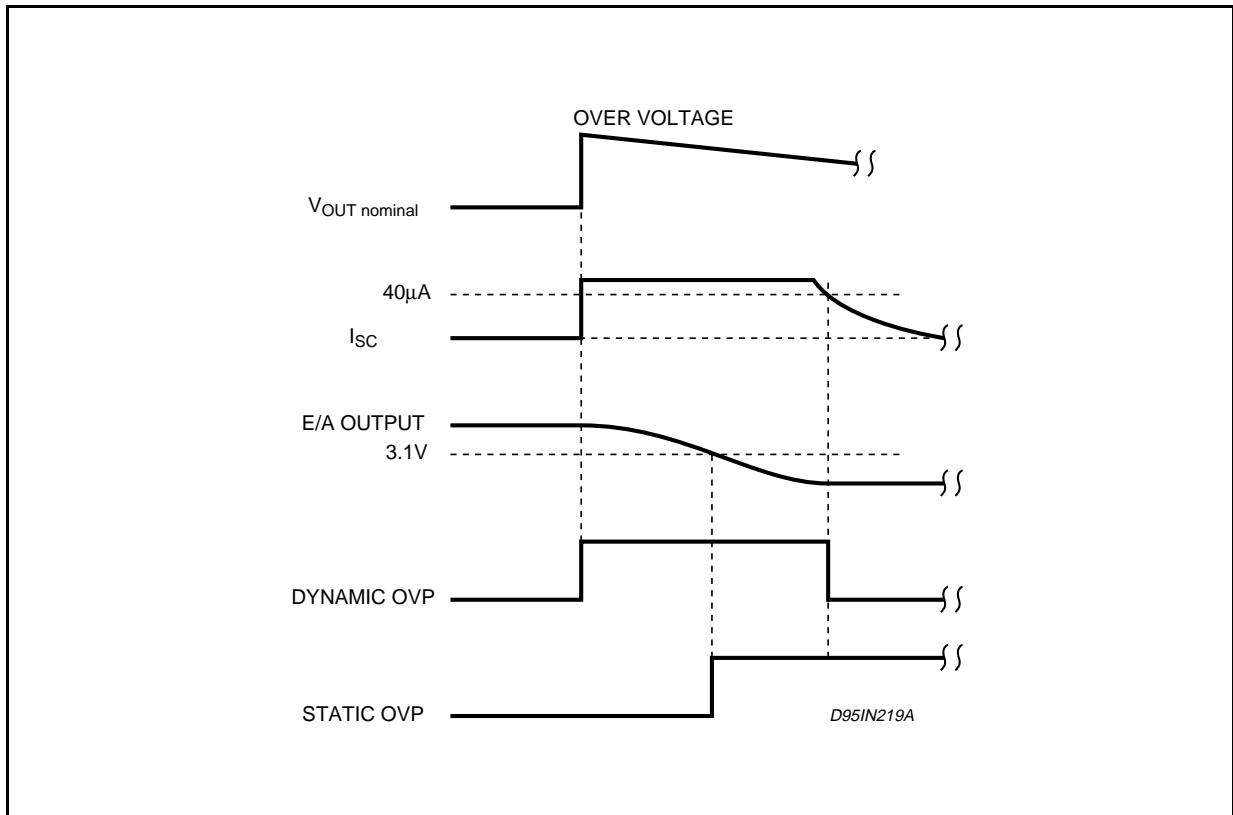 OVER VOLTAGE
VOUT nominal
40μA
ISC
E/A OUTPUT
3.1V
DYNAMIC OVP
STATIC OVP
D95IN219A